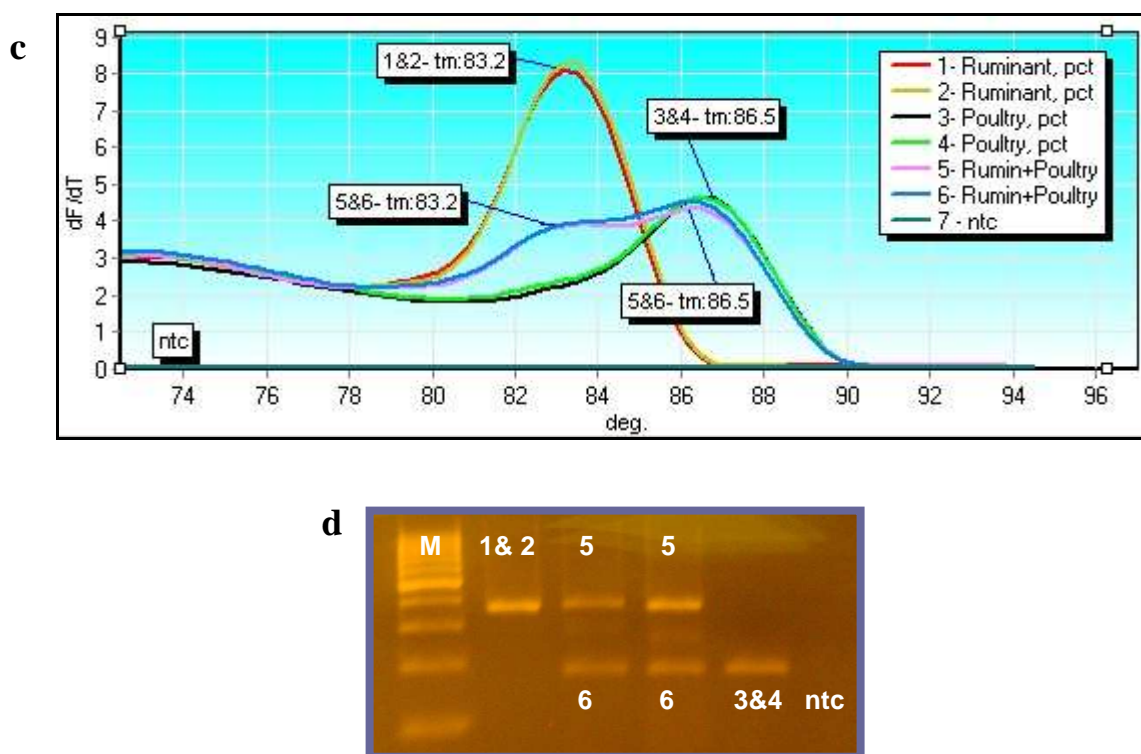 c
9
8
7
6
5
4
3
2
1
0
dF/dT
1&2- tm:83.2
3&4- tm:86.5
5&6- tm:83.2
5&6- tm:86.5
ntc
1- Ruminant, pct
2- Ruminant, pct
3- Poultry, pct
4- Poultry, pct
5- Rumin+Poultry
6- Rumin+Poultry
7 - ntc
74 76 78 80 82 84 86 88 90 92 94 96
deg.
d
M 1& 2 5 5
6 6 3&4 ntc